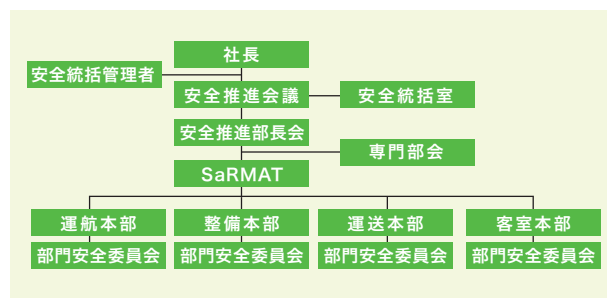 社長
安全統括管理者
安全推進会議
安全統括室
安全推進部長会
専門部会
SaRMAT
運航本部
整備本部
運送本部
客室本部
部門安全委員会
部門安全委員会
部門安全委員会
部門安全委員会